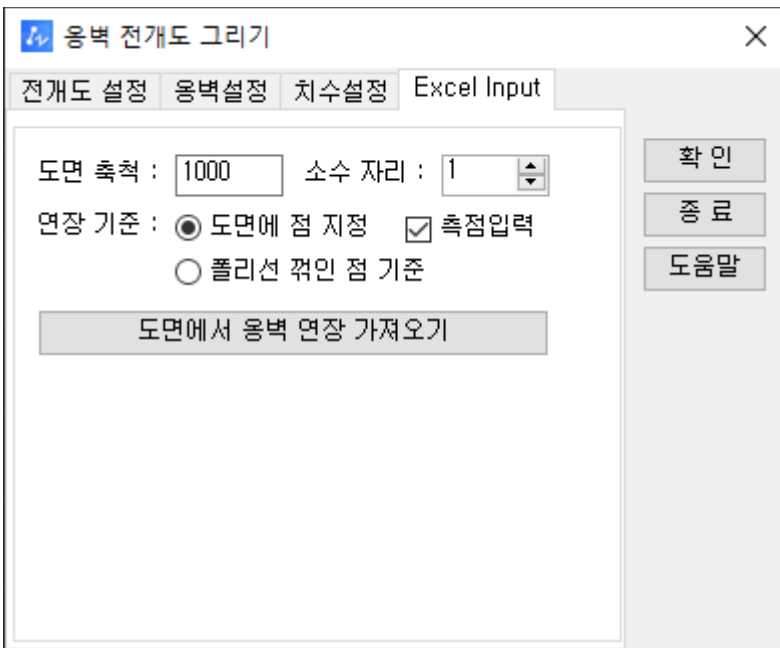 옹벽 전개도 그리기
전개도 설정 옹벽설정 치수설정 Excel Input
도면 축척 : 1000 소수 자리 : 1
연장 기준 : 도면에 점 지정 측점입력
폴리선 꺾인 점 기준
도면에서 옹벽 연장 가져오기
확 인
종 료
도움말